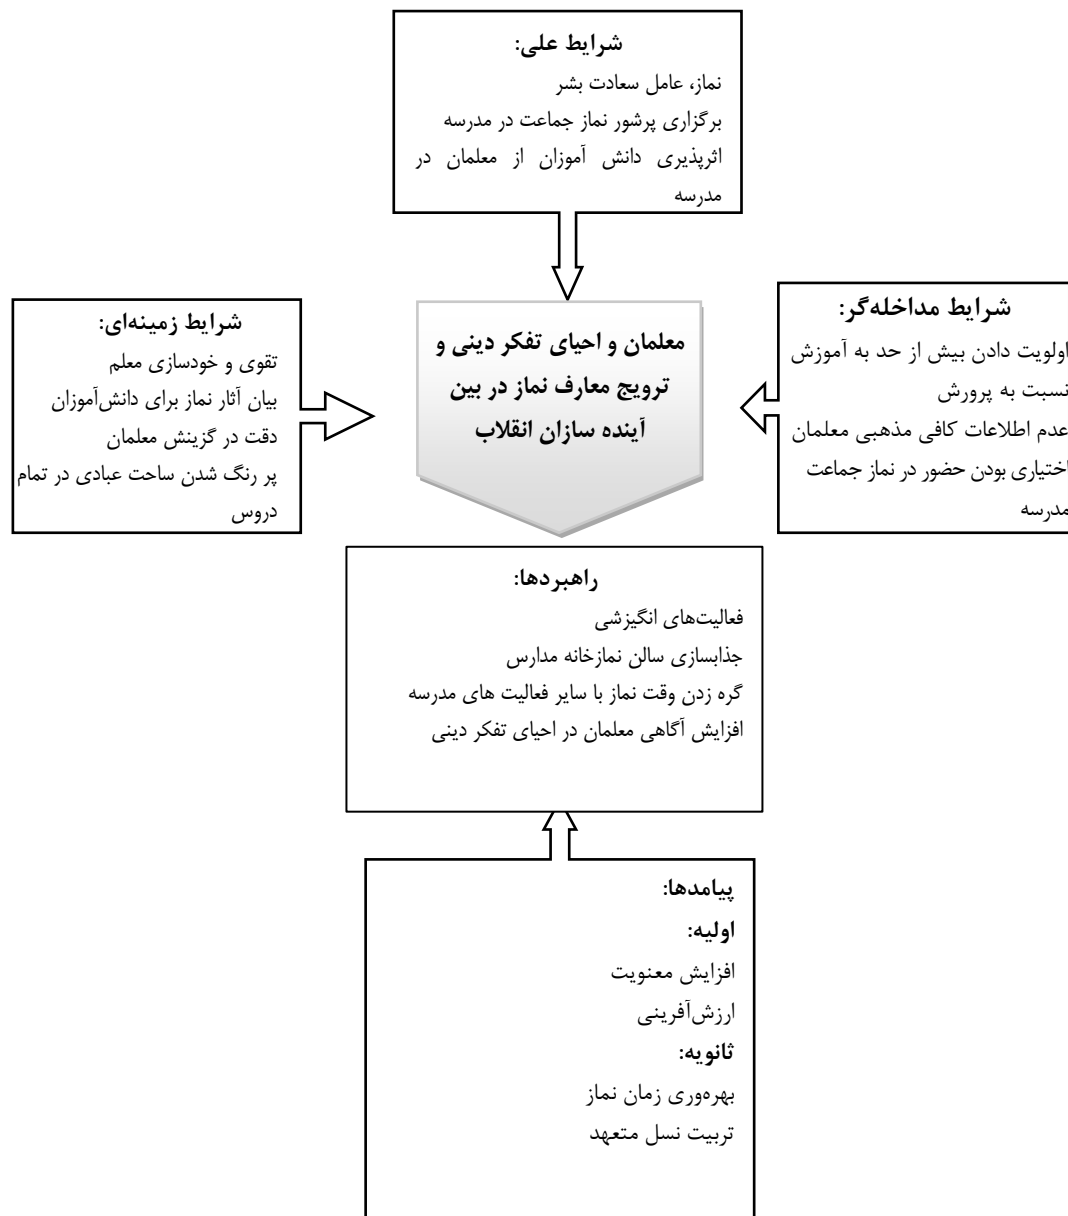 شرایط علی:
نماز، عامل سعادت بشر
برگزاری پرشور نماز جماعت در مدرسه
اثرپذیری دانش آموزان از معلمان در
مدرسه
شرایط مداخله‌گر:
اولویت دادن بیش از حد به آموزش
نسبت به پرورش
عدم اطلاعات کافی مذهبی معلمان
اختیاری بودن حضور در نماز جماعت
مدرسه
معلمان و احیای تفکر دینی و
ترویج معارف نماز در بین
آینده سازان انقلاب
شرایط زمینه‌ای:
تقوی و خودسازی معلم
بیان آثار نماز برای دانش‌آموزان
دقت در گزینش معلمان
پر رنگ شدن ساحت عبادی در تمام
دروس
راهبردها:
فعالیت‌های انگیزشی
جذابسازی سالن نمازخانه مدارس
گره زدن وقت نماز با سایر فعالیت های مدرسه
افزایش آگاهی معلمان در احیای تفکر دینی
پیامدها:
اولیه:
افزایش معنویت
ارزش‌آفرینی
ثانویه:
بهره‌وری زمان نماز
تربیت نسل متعهد